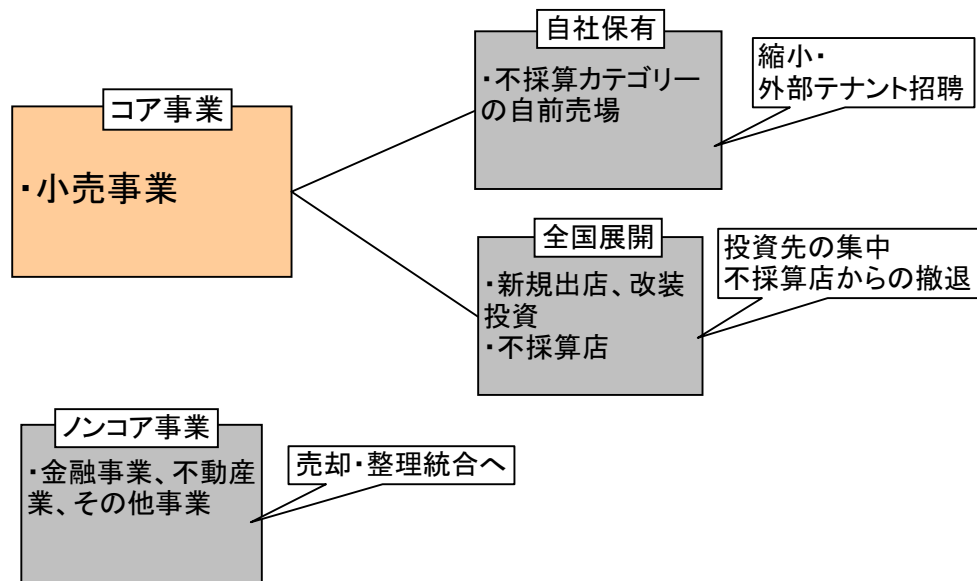 コア事業
・小売事業
自社保有
・不採算カテゴリー
の自前売場
縮小・
外部テナント招聘
全国展開
・新規出店、改装
投資
・不採算店
投資先の集中
不採算店からの撤退
ノンコア事業
・金融事業、不動産
業、その他事業
売却・整理統合へ